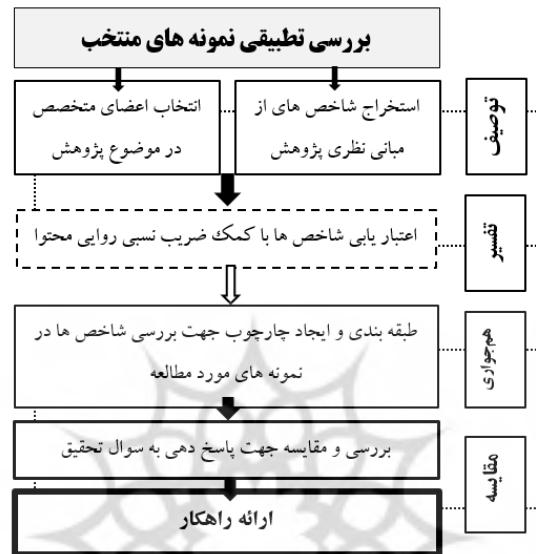 بررسی تطبیقی نمونه های منتخب
استخراج شاخص های از
مبانی نظری پژوهش
انتخاب اعضای متخصص
در موضوع پژوهش
توصیف
اعتبار یابی شاخص ها با کمک ضریب نسبی روایی محتوا
تفسیر
طبقه بندی و ایجاد چارچوب جهت بررسی شاخص ها در
نمونه های مورد مطالعه
هم‌جواری
بررسی و مقایسه جهت پاسخ دهی به سوال تحقیق
مقایسه
ارائه راهکار